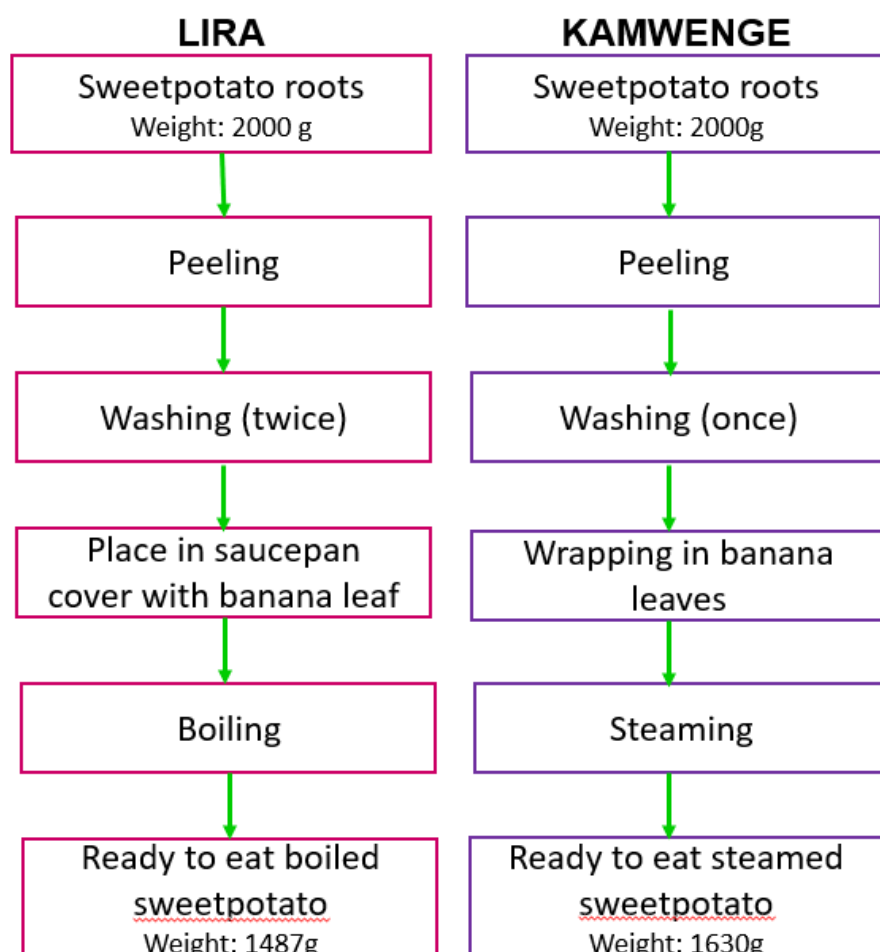 LIRA
Sweetpotato roots
Weight: 2000 g
Peeling
Washing (twice)
Place in saucepan
cover with banana leaf
Boiling
Ready to eat boiled
sweetpotato
Weight: 1487g
KAMWENGE
Sweetpotato roots
Weight: 2000g
Peeling
Washing (once)
Wrapping in banana
leaves
Steaming
Ready to eat steamed
sweetpotato
Weight: 1630g